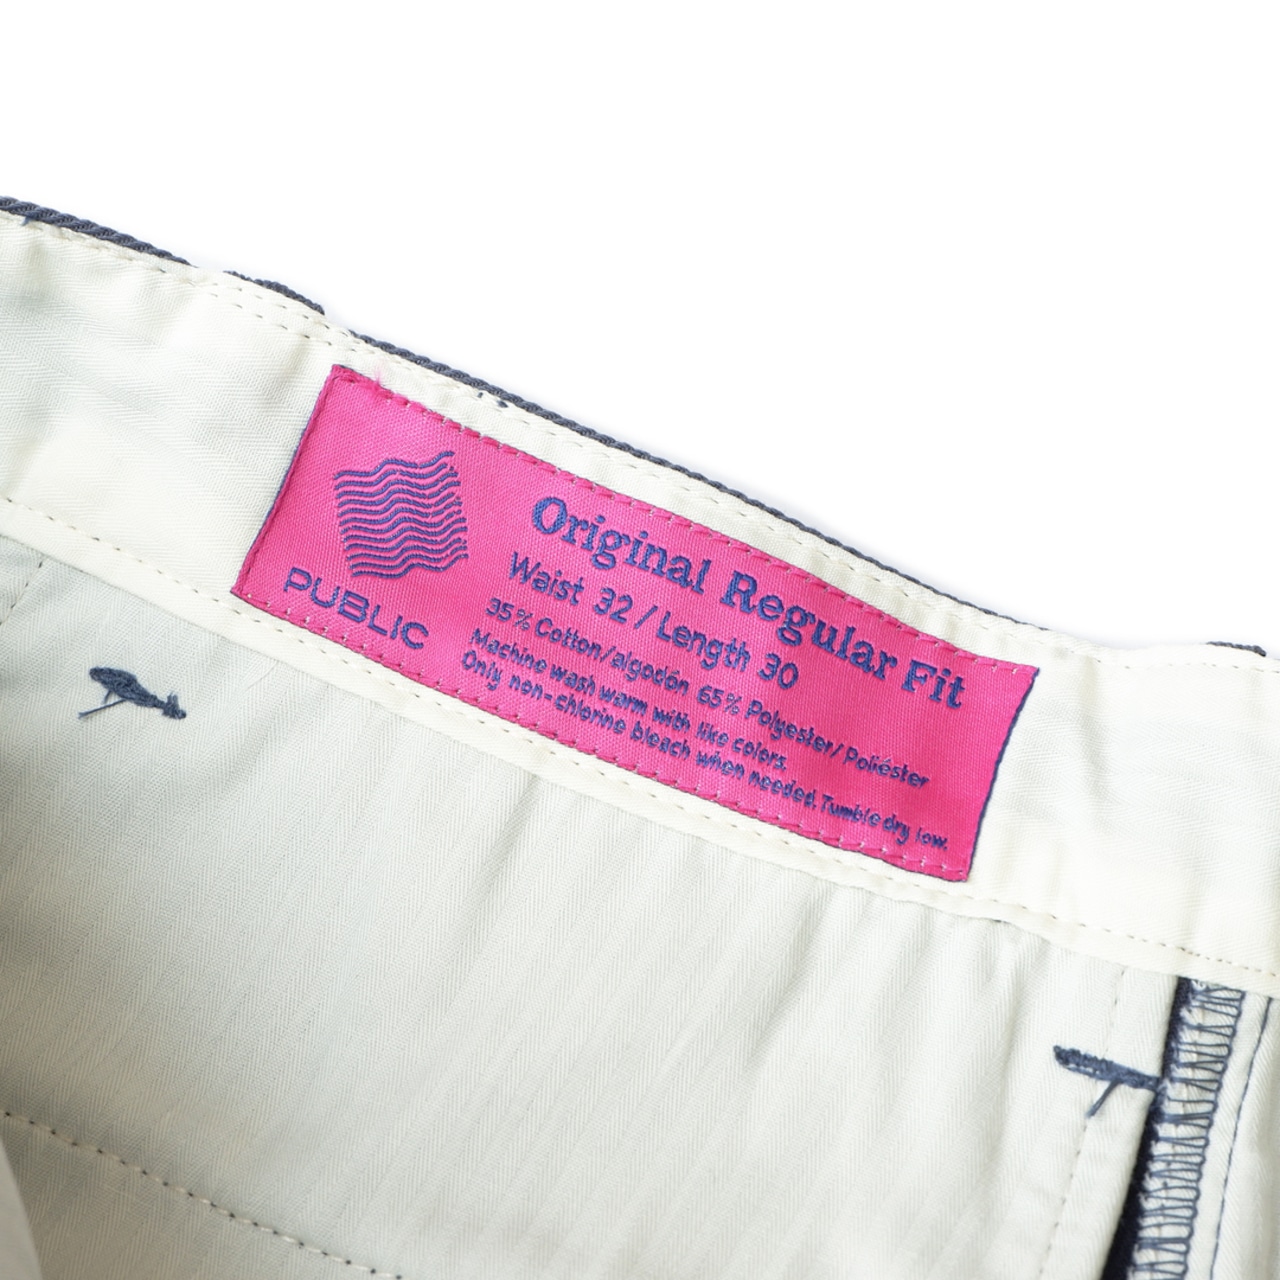 PUBLIC
Original Regular Fit
Waist 32 / Length 30
35% Cotton/algodón 65% Polyester/Poliéster
Machine wash warm with like colors.
Only non-chlorine bleach when needed. Tumble dry low.